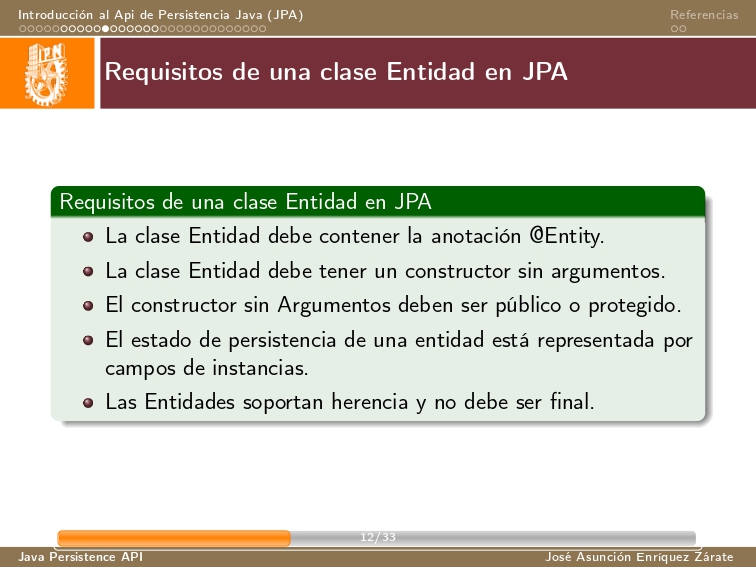 Introducción al Api de Persistencia Java (JPA)
Referencias
IPN
Requisitos de una clase Entidad en JPA
Requisitos de una clase Entidad en JPA
La clase Entidad debe contener la anotación @Entity.
La clase Entidad debe tener un constructor sin argumentos.
El constructor sin Argumentos deben ser público o protegido.
El estado de persistencia de una entidad está representada por
campos de instancias.
Las Entidades soportan herencia y no debe ser final.
12/33
Java Persistence API
José Asunción Enríquez Zárate